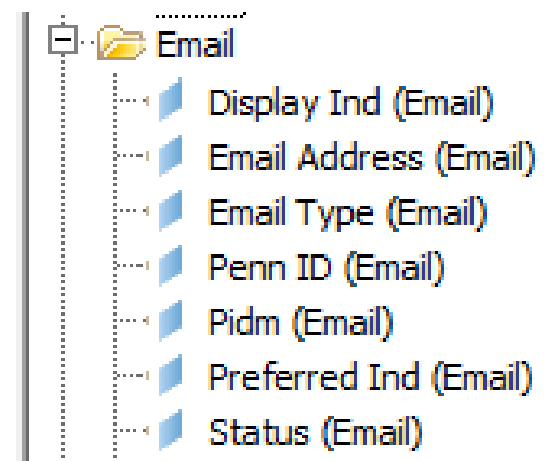 Email
Display Ind (Email)
Email Address (Email)
Email Type (Email)
Penn ID (Email)
Pidm (Email)
Preferred Ind (Email)
Status (Email)